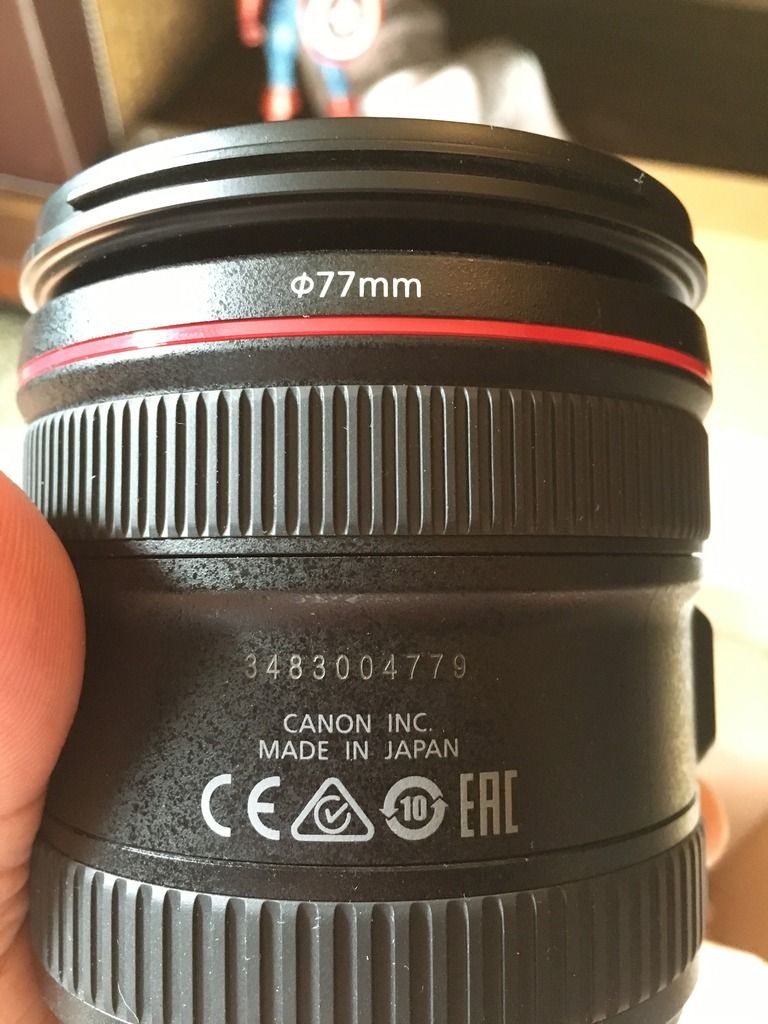 ϕ77mm
3483004779
CANON INC.
MADE IN JAPAN
CE 10 EAC